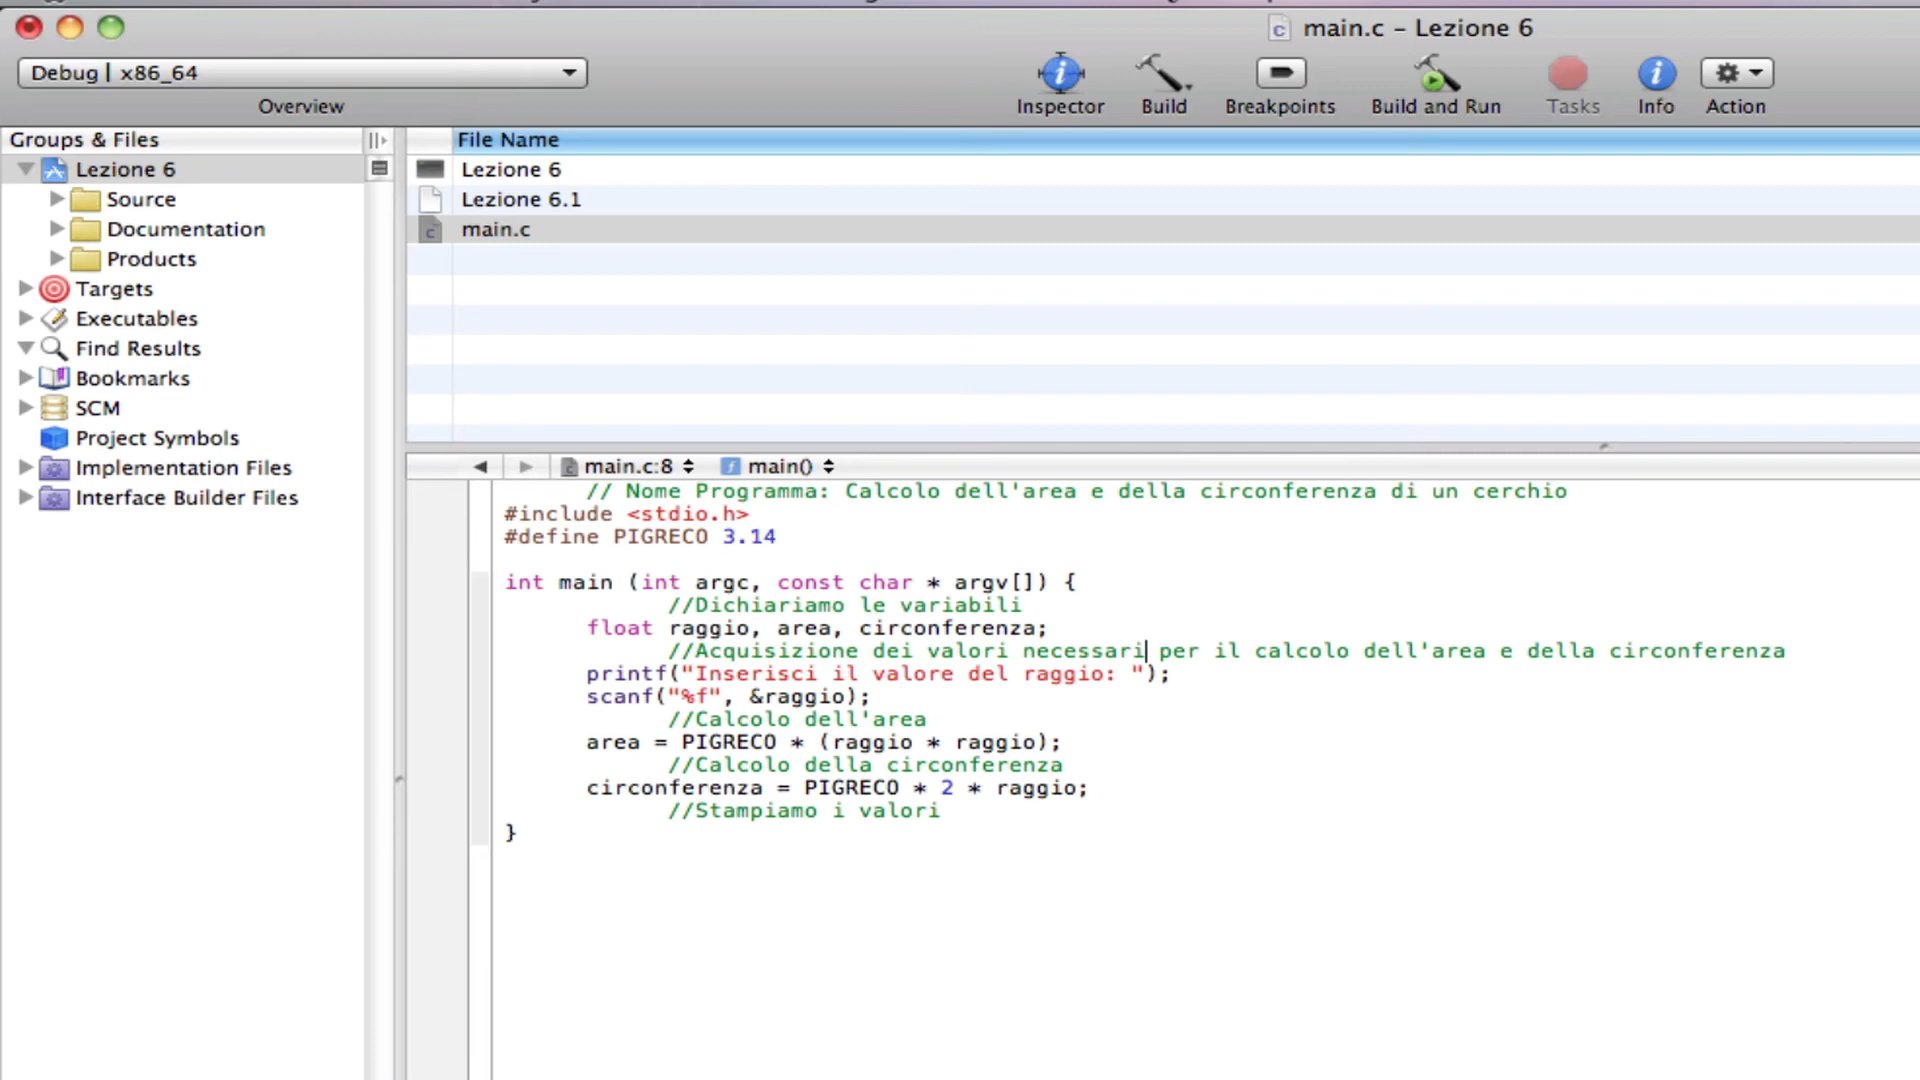 main.c – Lezione 6
Debug | x86_64
Overview
Inspector
Build
Breakpoints
Build and Run
Tasks
Info
Action
Groups & Files
Lezione 6
Source
Documentation
Products
Targets
Executables
Find Results
Bookmarks
SCM
Project Symbols
Implementation Files
Interface Builder Files
File Name
Lezione 6
Lezione 6.1
main.c
main.c:8
main()
// Nome Programma: Calcolo dell'area e della circonferenza di un cerchio
#include <stdio.h>
#define PIGRECO 3.14
int main (int argc, const char * argv[]) {
//Dichiariamo le variabili
float raggio, area, circonferenza;
//Acquisizione dei valori necessari per il calcolo dell'area e della circonferenza
printf("Inserisci il valore del raggio: ");
scanf("%f", &raggio);
//Calcolo dell'area
area = PIGRECO * (raggio * raggio);
//Calcolo della circonferenza
circonferenza = PIGRECO * 2 * raggio;
//Stampiamo i valori
}